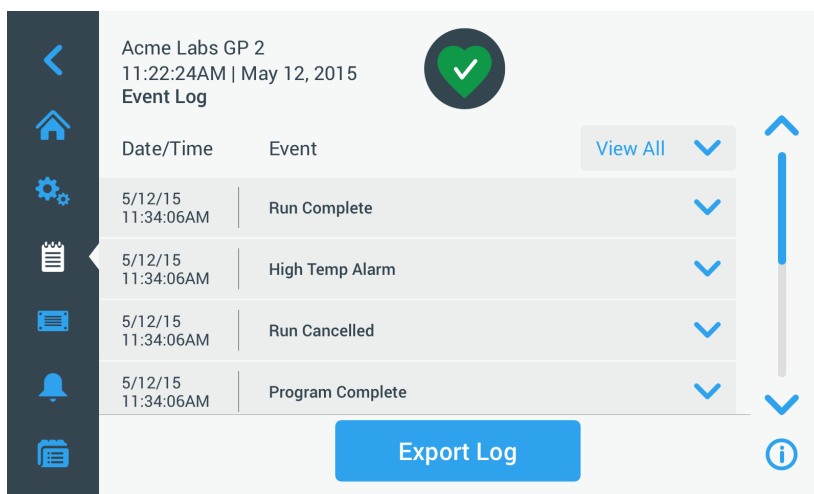 Acme Labs GP 2
11:22:24AM | May 12, 2015
Event Log
Date/Time Event View All
5/12/15
11:34:06AM
Run Complete
5/12/15
11:34:06AM
High Temp Alarm
5/12/15
11:34:06AM
Run Cancelled
5/12/15
11:34:06AM
Program Complete
Export Log